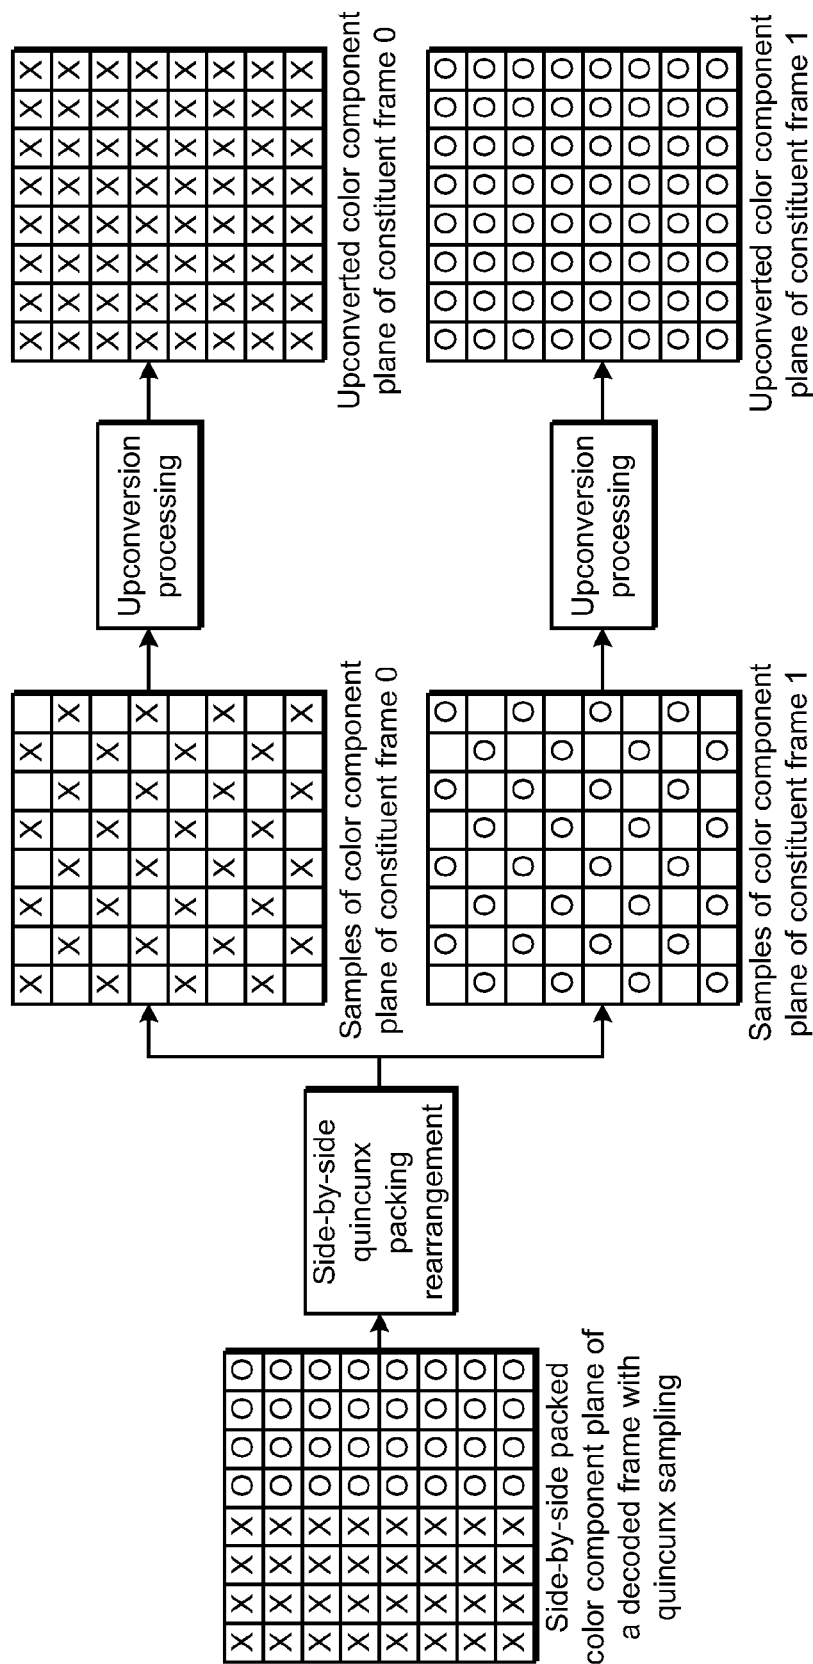 X X X X O O O O
X X X X O O O O
X X X X O O O O
X X X X O O O O
X X X X O O O O
X X X X O O O O
X X X X O O O O
X X X X O O O O
Side-by-side packed
color component plane of
a decoded frame with
quincunx sampling
Side-by-side
quincunx
packing
rearrangement
X X X X
X X X X
X X X X
X X X X
X X X X
X X X X
X X X X
X X X X
Samples of color component
plane of constituent frame 0
Upconversion
processing
X X X X X X X X
X X X X X X X X
X X X X X X X X
X X X X X X X X
X X X X X X X X
X X X X X X X X
X X X X X X X X
X X X X X X X X
Upconverted color component
plane of constituent frame 0
O O O O
O O O O
O O O O
O O O O
O O O O
O O O O
O O O O
O O O O
Samples of color component
plane of constituent frame 1
Upconversion
processing
O O O O O O O O
O O O O O O O O
O O O O O O O O
O O O O O O O O
O O O O O O O O
O O O O O O O O
O O O O O O O O
O O O O O O O O
Upconverted color component
plane of constituent frame 1